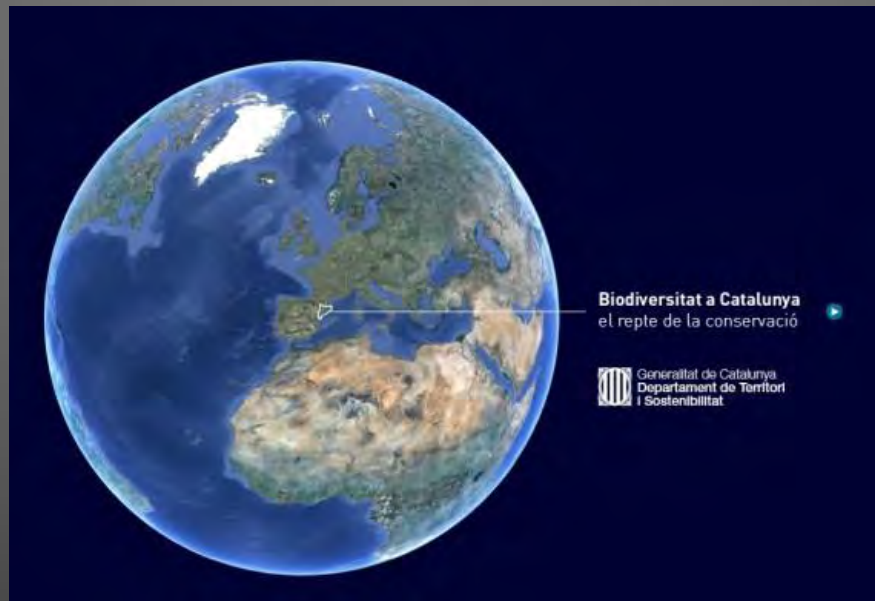 Biodiversitat a Catalunya
el repte de la conservació
Generalitat de Catalunya
Departament de Territori
i Sostenibilitat